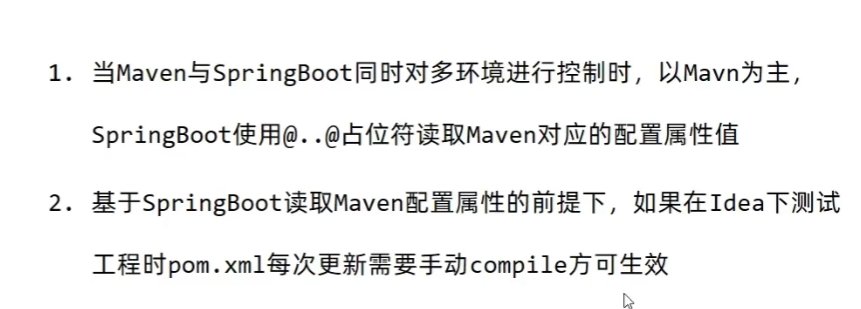 1. 当Maven与SpringBoot同时对多环境进行控制时，以Mavn为主，
SpringBoot使用@..@占位符读取Maven对应的配置属性值
2. 基于SpringBoot读取Maven配置属性的前提下，如果在Idea下测试
工程时pom.xml每次更新需要手动compile方可生效